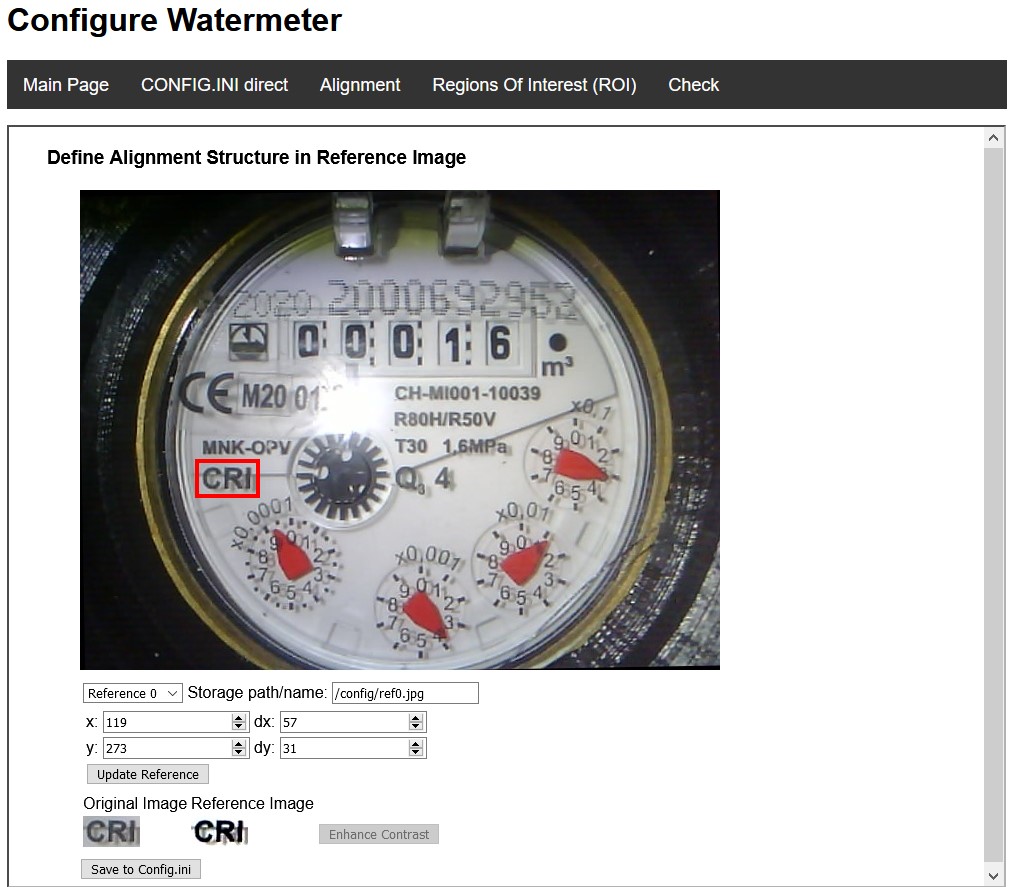 Configure Watermeter
Main Page CONFIG.INI direct Alignment Regions Of Interest (ROI) Check
Define Alignment Structure in Reference Image
2020 2000692953
0 0 0 1 6 m³
CE M20 01
CH-MI001-10039
R80H/R50V
MNK-OPV T30 1,6MPa
CRI Q3 4
x0,1
9 0 1 2 3 4 5 6 7 8
x0,01
9 0 1 2 3 4 5 6 7 8
x0,001
9 0 1 2 3 4 5 6 7 8
x0,0001
9 0 1 2 3 4 5 6 7 8
Reference 0 Storage path/name: /config/ref0.jpg
x: 119 dx: 57
y: 273 dy: 31
Update Reference
Original Image Reference Image
CRI CRI Enhance Contrast
Save to Config.ini